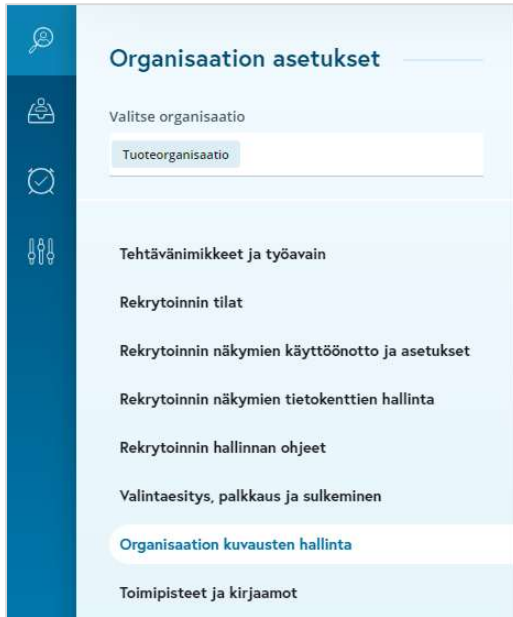 Organisaation asetukset
Valitse organisaatio
Tuoteorganisaatio
Tehtävänimikkeet ja työavain
Rekrytoinnin tilat
Rekrytoinnin näkymien käyttöönotto ja asetukset
Rekrytoinnin näkymien tietokenttien hallinta
Rekrytoinnin hallinnan ohjeet
Valintaesitys, palkkaus ja sulkeminen
Organisaation kuvausten hallinta
Toimipisteet ja kirjaamot